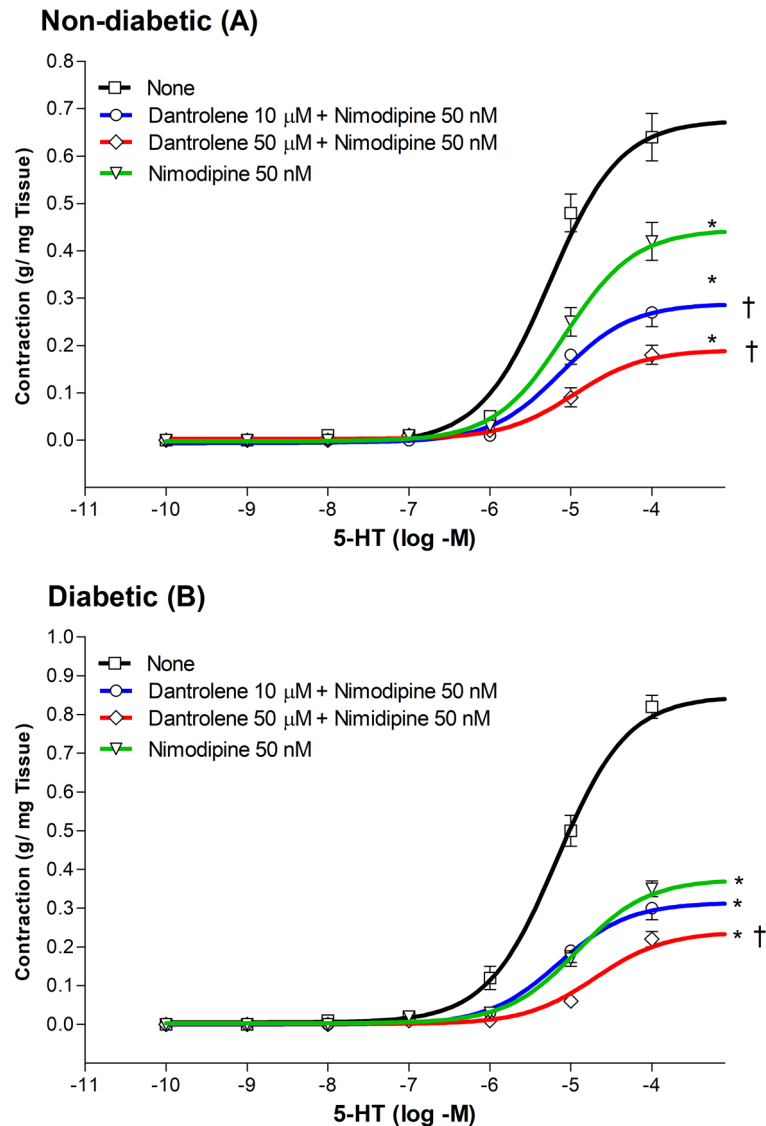 Non-diabetic (A)
0.8
0.7
0.6
0.5
0.4
0.3
0.2
0.1
0.0
Contraction (g/ mg Tissue)
None
Dantrolene 10 μM + Nimodipine 50 nM
Dantrolene 50 μM + Nimodipine 50 nM
Nimodipine 50 nM
*
*
†
*
†
-11 -10 -9 -8 -7 -6 -5 -4
5-HT (log -M)
Diabetic (B)
1.0
0.9
0.8
0.7
0.6
0.5
0.4
0.3
0.2
0.1
0.0
Contraction (g/ mg Tissue)
None
Dantrolene 10 μM + Nimodipine 50 nM
Dantrolene 50 μM + Nimidipine 50 nM
Nimodipine 50 nM
*
*
* †
-11 -10 -9 -8 -7 -6 -5 -4
5-HT (log -M)